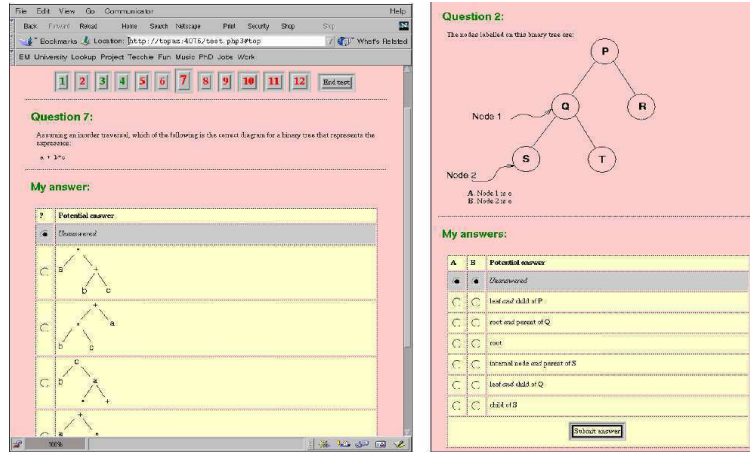 File Edit View Go Communicator Help
Back Forward Reload Home Search Netscape Print Security Shop Stop
Bookmarks Location: http://topaz:4076/test.php3#top What's Related
EM University Lookup Project Tecchie Fun Music PhD Jobs Work
1 2 3 4 5 6 7 8 9 10 11 12 End test
Question 7:
Assuming an inorder traversal, which of the following is the correct diagram for a binary tree that represents the
expression:
a + b*c
My answer:
? Potential answer
Unanswered
*
a +
b c
+
* a
b c
c
b a
* +
+
a *
100%
Question 2:
The nodes labelled on this binary tree are:
P
Node 1 Q R
Node 2 S T
A. Node 1 is a
B. Node 2 is a
My answers:
A B Potential answer
Unanswered
leaf and child of P
root and parent of Q
root
internal node and parent of S
leaf and child of Q
child of S
Submit answer